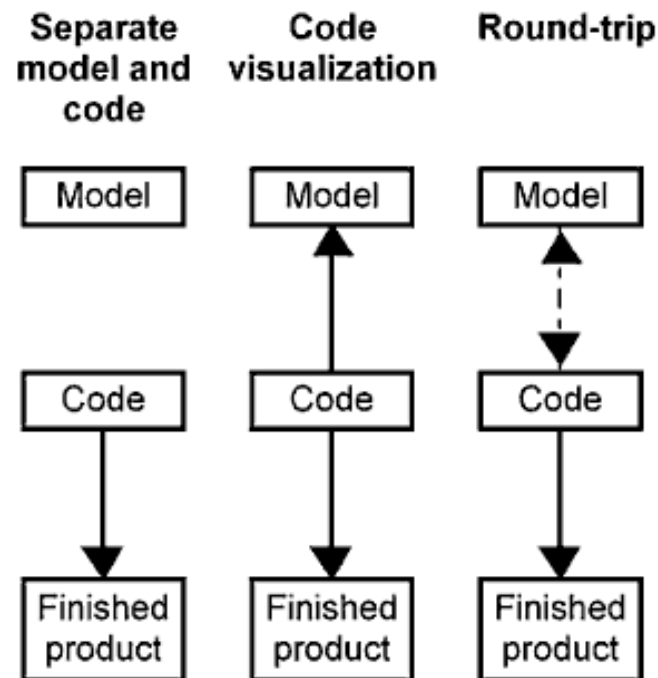 Separate
model and
code
Code
visualization
Round-trip
Model
Model
Model
Code
Code
Code
Finished
product
Finished
product
Finished
product